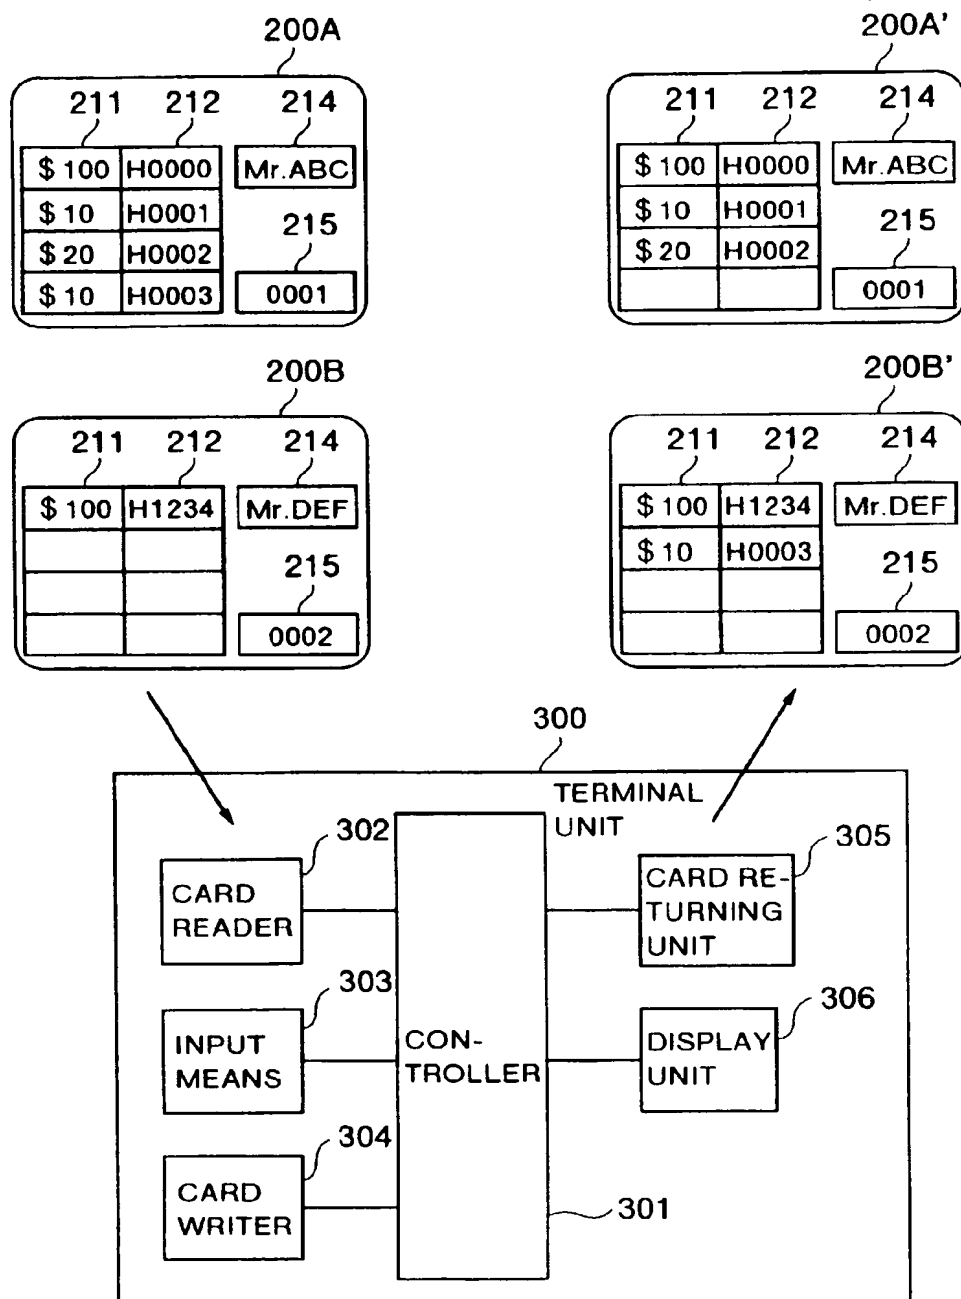 200A
211 212 214
$100 H0000 Mr.ABC
$10 H0001
$20 H0002 215
$10 H0003 0001
200A'
211 212 214
$100 H0000 Mr.ABC
$10 H0001
$20 H0002 215
0001
200B
211 212 214
$100 H1234 Mr.DEF
215
0002
200B'
211 212 214
$100 H1234 Mr.DEF
$10 H0003 215
0002
300
TERMINAL
UNIT
302
CARD
READER
303
INPUT
MEANS
304
CARD
WRITER
CON-
TROLLER
301
305
CARD RE-
TURNING
UNIT
306
DISPLAY
UNIT